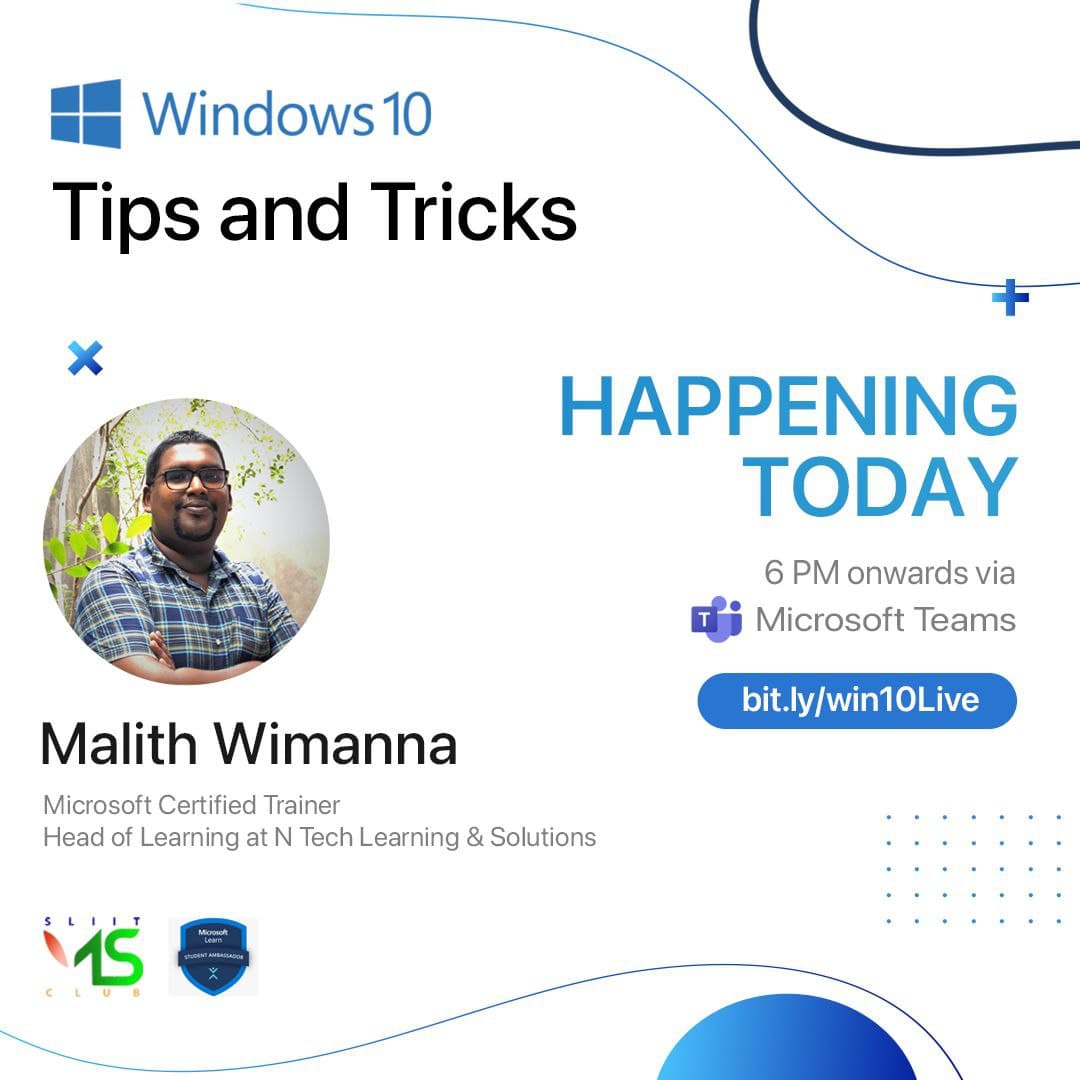 Windows 10
Tips and Tricks
HAPPENING
TODAY
6 PM onwards via
T
Microsoft Teams
bit.ly/win10Live
Malith Wimanna
Microsoft Certified Trainer
Head of Learning at N Tech Learning & Solutions
SLIIT
MS
CLUB
Microsoft
Learn
STUDENT AMBASSADOR